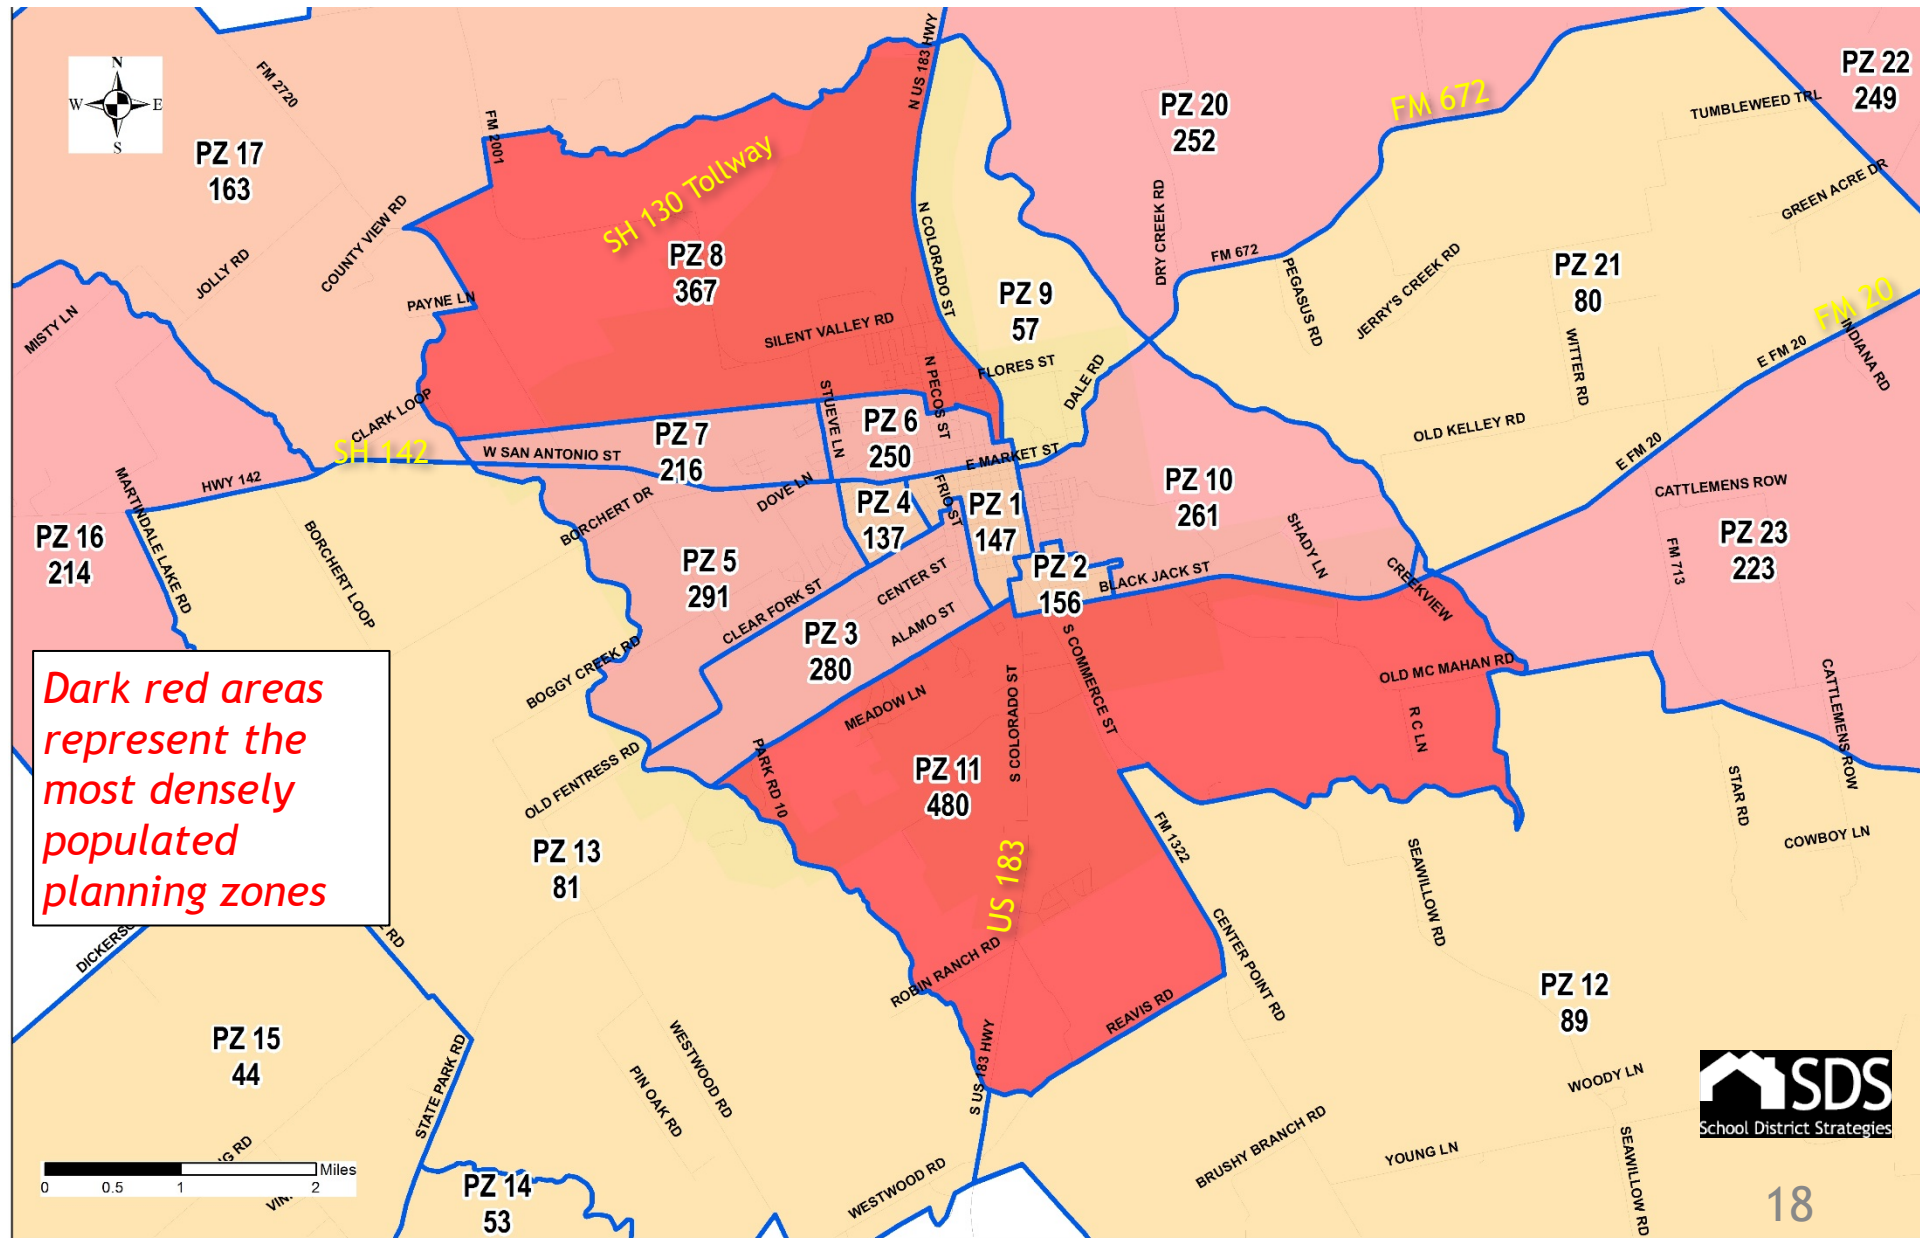 N
W E
S
FM 2720
FM 2001
N US 183 HWY
PZ 20
252
FM 672
PZ 22
249
TUMBLEWEED TRL
GREEN ACRE DR
PZ 17
163
COUNTY VIEW RD
JOLLY RD
SH 130 Tollway
PZ 8
367
N COLORADO ST
DRY CREEK RD
FM 672
PEGASUS RD
JERRY'S CREEK RD
PZ 21
80
FM 20
MISTY LN
PAYNE LN
SILENT VALLEY RD
PZ 9
57
FLORES ST
DALE RD
WITTER RD
E FM 20
INDIANA RD
CLARK LOOP
SH 142
W SAN ANTONIO ST
PZ 7
216
STUEVE LN
PZ 6
250
N PECOS ST
E MARKET ST
OLD KELLEY RD
E FM 20
HWY 142
MARTINDALE LAKE RD
BORCHERT DR
DOVE LN
PZ 4
137
FRIO ST
PZ 1
147
PZ 10
261
SHADY LN
CATTLEMENS ROW
PZ 23
223
FM 713
PZ 16
214
BORCHERT LOOP
PZ 5
291
CLEAR FORK ST
CENTER ST
ALAMO ST
PZ 2
156
BLACK JACK ST
CREEKVIEW
PZ 3
280
BOGGY CREEK RD
MEADOW LN
S COLORADO ST
S COMMERCE ST
OLD MC MAHAN RD
R C LN
CATTLEMENS ROW
Dark red areas
represent the
most densely
populated
planning zones
OLD FENTRESS RD
PARK RD 10
PZ 11
480
US 183
FM 1322
STAR RD
COWBOY LN
PZ 13
81
SEAWILLOW RD
DICKERSO
RD
ROBIN RANCH RD
CENTER POINT RD
REAVIS RD
PZ 12
89
PZ 15
44
STATE PARK RD
WESTWOOD RD
PIN OAK RD
S US 183 HWY
WOODY LN
SDS
School District Strategies
BRUSHY BRANCH RD
YOUNG LN
SEAWILLOW RD
Miles
0 0.5 1 2
PZ 14
53
WESTWOOD RD
18